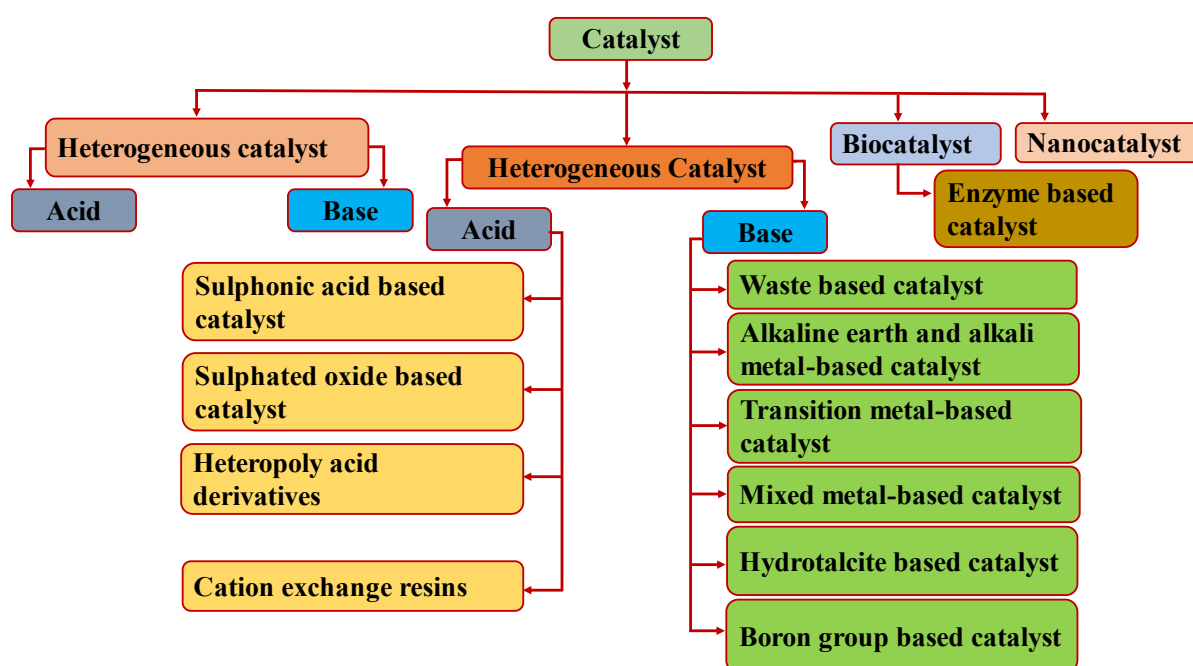 Catalyst
Heterogeneous catalyst
Acid
Base
Heterogeneous Catalyst
Acid
Sulphonic acid based
catalyst
Sulphated oxide based
catalyst
Heteropoly acid
derivatives
Cation exchange resins
Base
Waste based catalyst
Alkaline earth and alkali
metal-based catalyst
Transition metal-based
catalyst
Mixed metal-based catalyst
Hydrotalcite based catalyst
Boron group based catalyst
Biocatalyst
Enzyme based
catalyst
Nanocatalyst